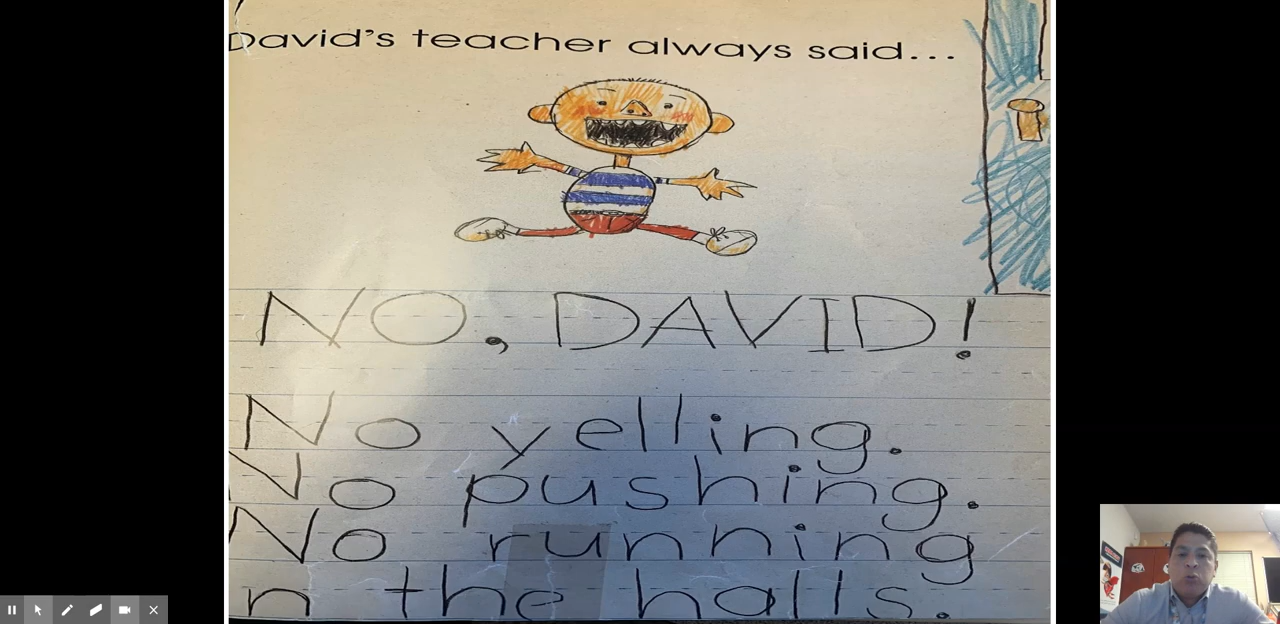 David's teacher always said...
NO, DAVID!
No yelling.
No pushing.
No running
n the halls.